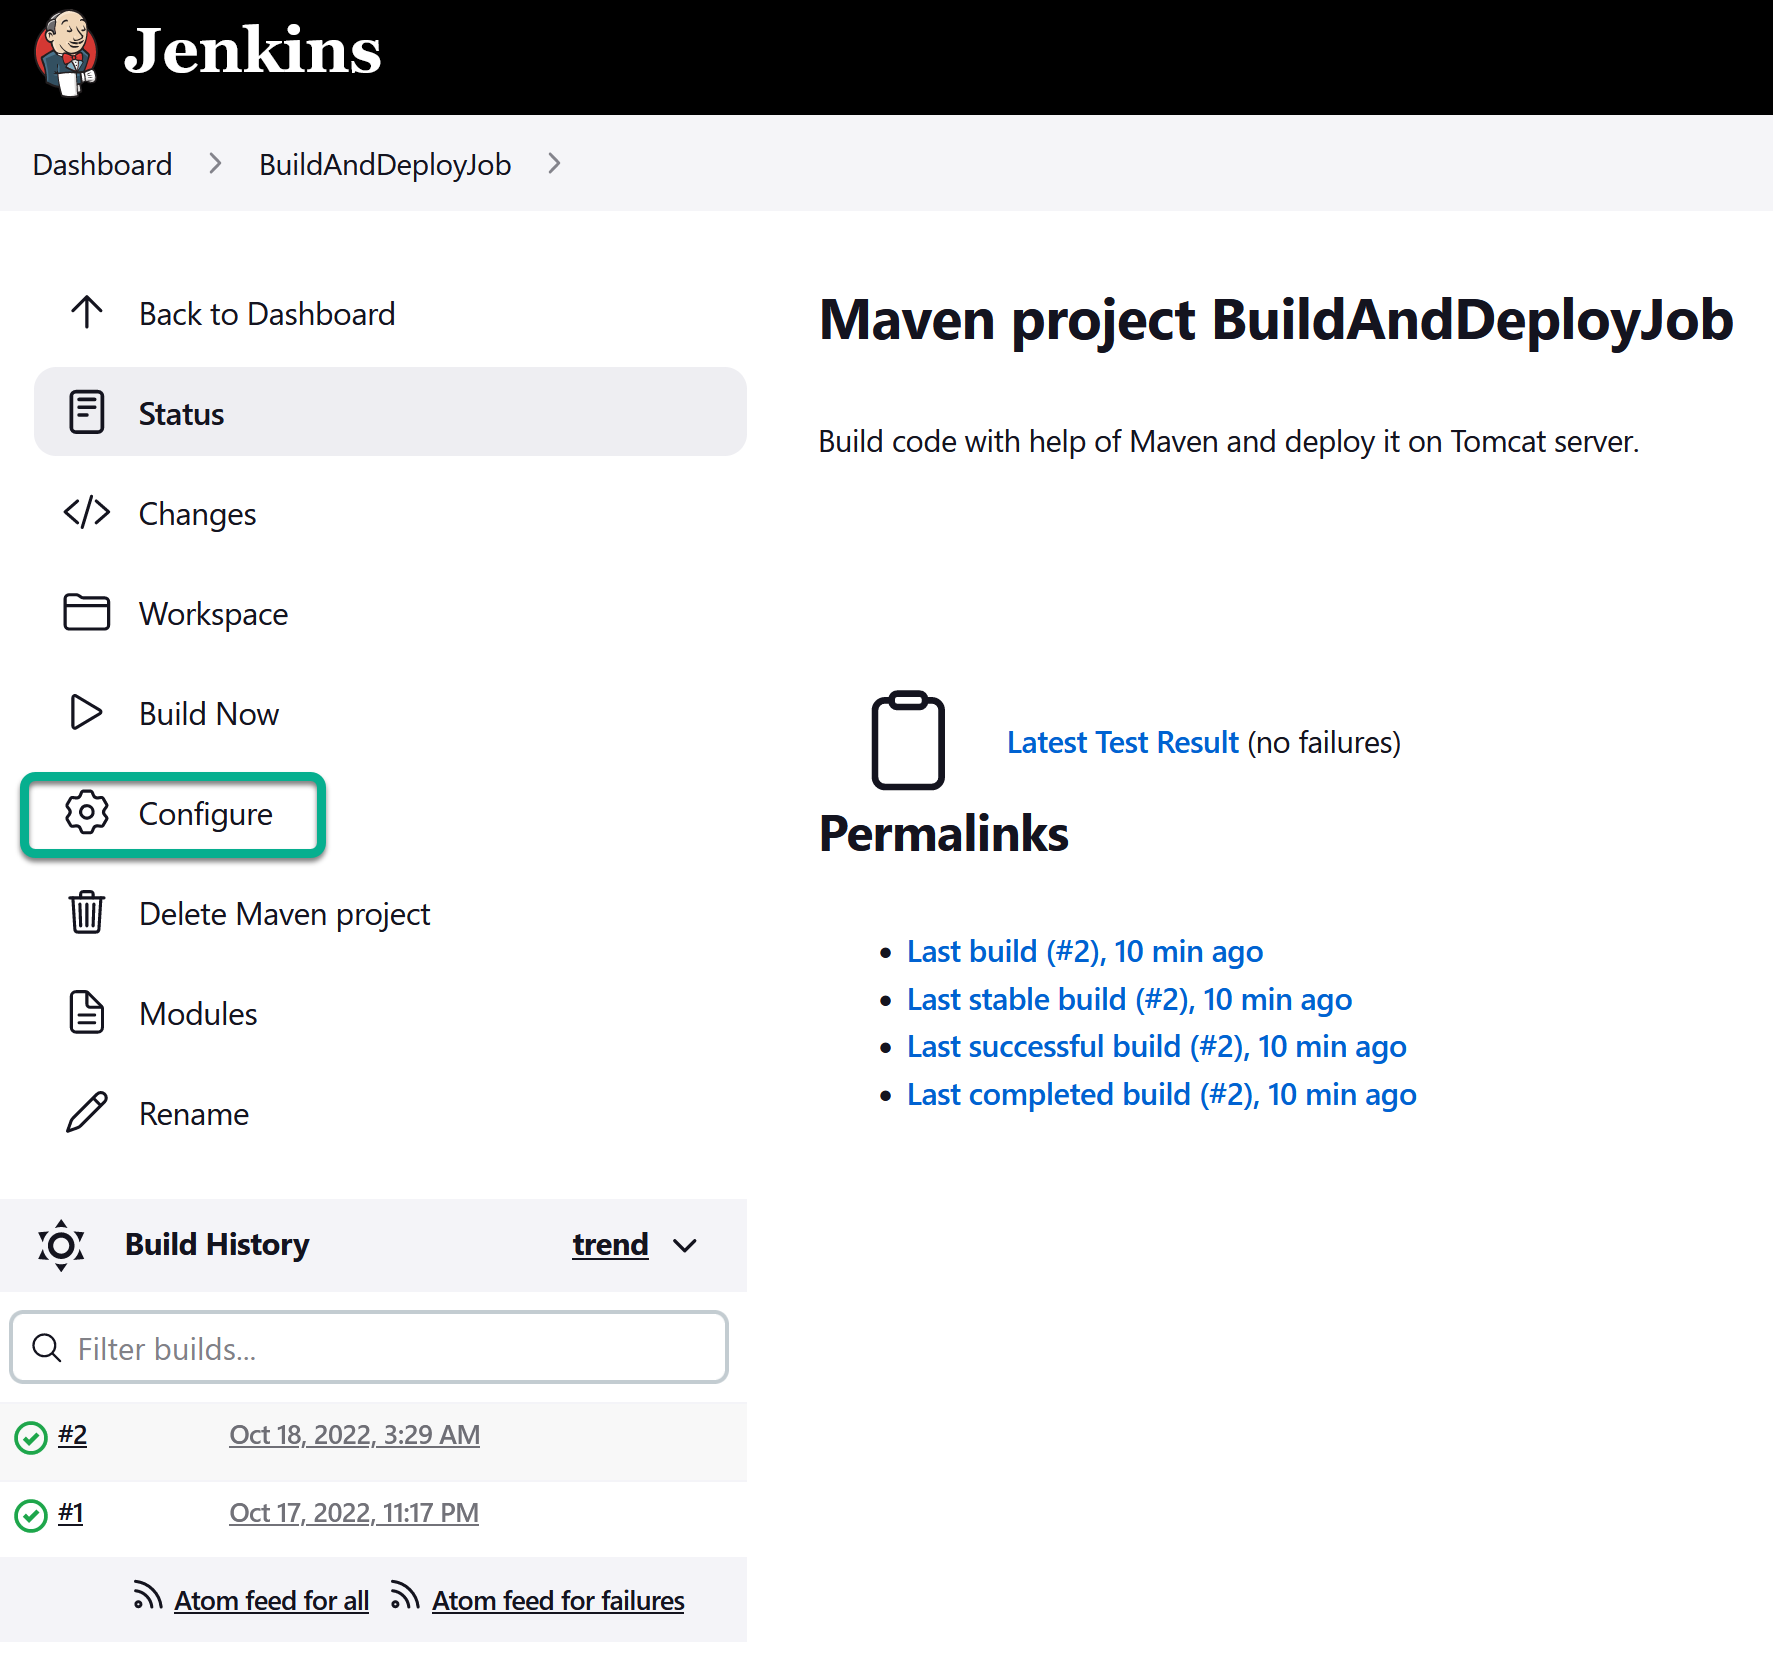 Jenkins
Dashboard
BuildAndDeployJob
Back to Dashboard
Status
Changes
Workspace
Build Now
Configure
Delete Maven project
Modules
Rename
Build History
trend
Filter builds...
#2 Oct 18, 2022, 3:29 AM
#1 Oct 17, 2022, 11:17 PM
Atom feed for all Atom feed for failures
Maven project BuildAndDeployJob
Build code with help of Maven and deploy it on Tomcat server.
Latest Test Result (no failures)
Permalinks
Last build (#2), 10 min ago
Last stable build (#2), 10 min ago
Last successful build (#2), 10 min ago
Last completed build (#2), 10 min ago